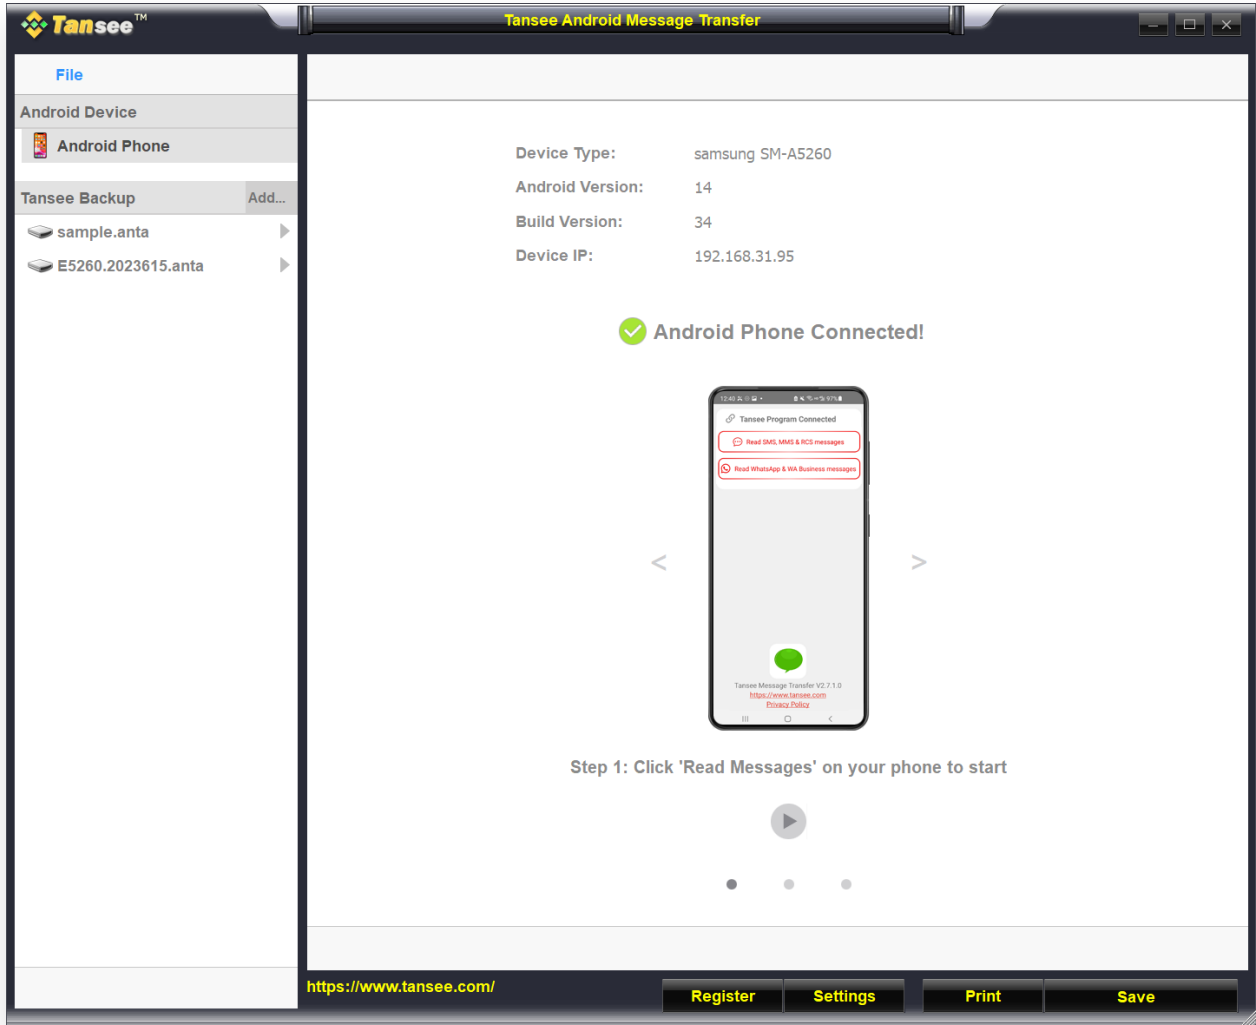 Tansee™
Tansee Android Message Transfer
File
Android Device
Android Phone
Tansee Backup Add...
sample.anta
E5260.2023615.anta
Device Type: samsung SM-A5260
Android Version: 14
Build Version: 34
Device IP: 192.168.31.95
Android Phone Connected!
12:40 97%
Tansee Program Connected
Read SMS, MMS & RCS messages
Read WhatsApp & WA Business messages
Tansee Message Transfer V2.7.1.0
https://www.tansee.com
Privacy Policy
< >
Step 1: Click 'Read Messages' on your phone to start
https://www.tansee.com/
Register Settings Print Save